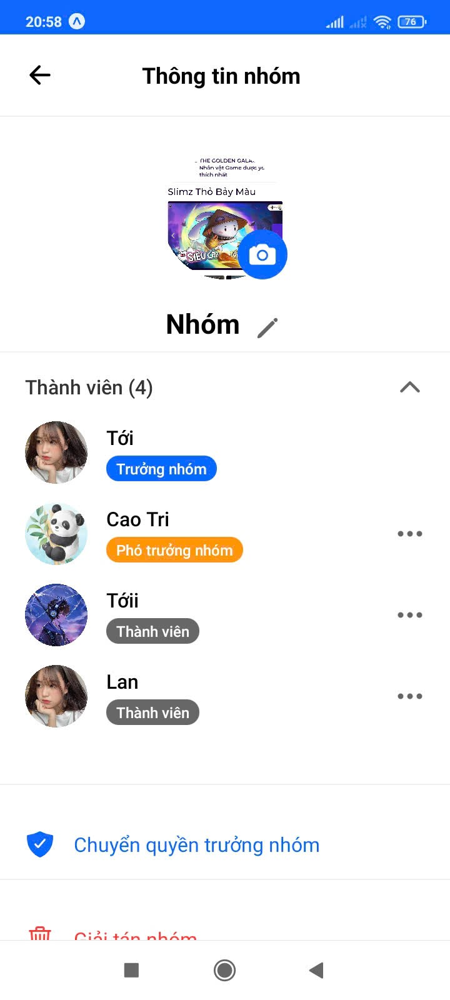 20:58
76
Thông tin nhóm
THE GOLDEN GALA
Nhân vật Game được yê
thích nhất
Slimz Thỏ Bảy Màu
SIÊU CẤP
Nhóm
Thành viên (4)
Tới
Trưởng nhóm
Cao Tri
Phó trưởng nhóm
Tớii
Thành viên
Lan
Thành viên
Chuyển quyền trưởng nhóm
Giải tán nhóm